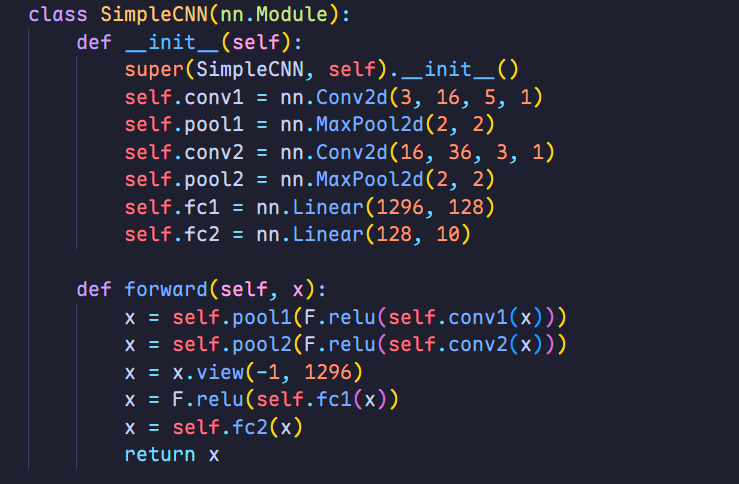 class SimpleCNN(nn.Module):
    def __init__(self):
        super(SimpleCNN, self).__init__()
        self.conv1 = nn.Conv2d(3, 16, 5, 1)
        self.pool1 = nn.MaxPool2d(2, 2)
        self.conv2 = nn.Conv2d(16, 36, 3, 1)
        self.pool2 = nn.MaxPool2d(2, 2)
        self.fc1 = nn.Linear(1296, 128)
        self.fc2 = nn.Linear(128, 10)

    def forward(self, x):
        x = self.pool1(F.relu(self.conv1(x)))
        x = self.pool2(F.relu(self.conv2(x)))
        x = x.view(-1, 1296)
        x = F.relu(self.fc1(x))
        x = self.fc2(x)
        return x